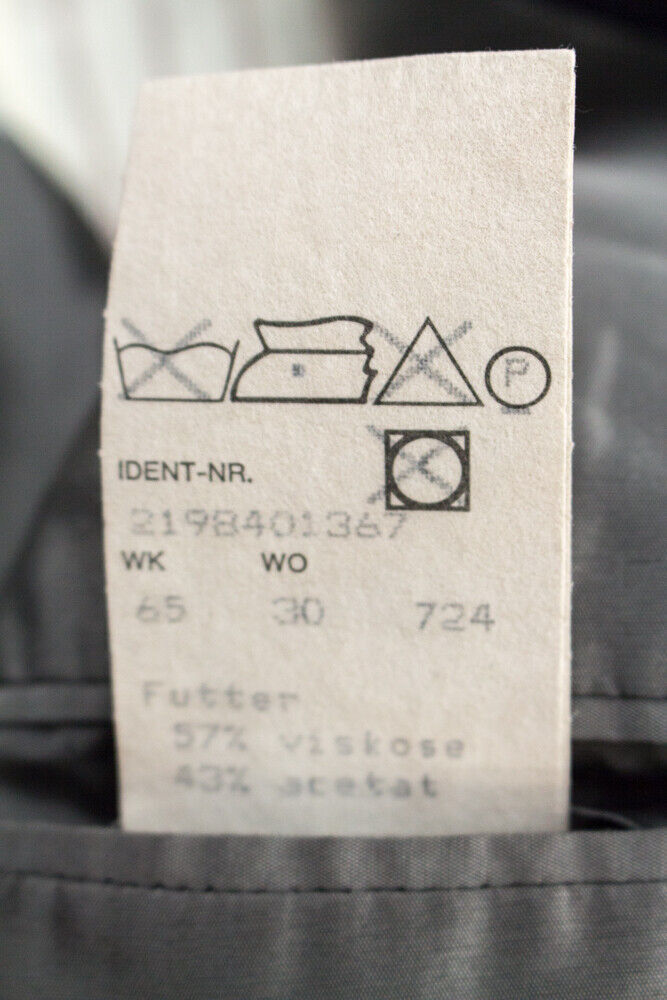 P
IDENT-NR.
2198401367
WK WO
65 30 724
Futter
57% viskose
43% acetat